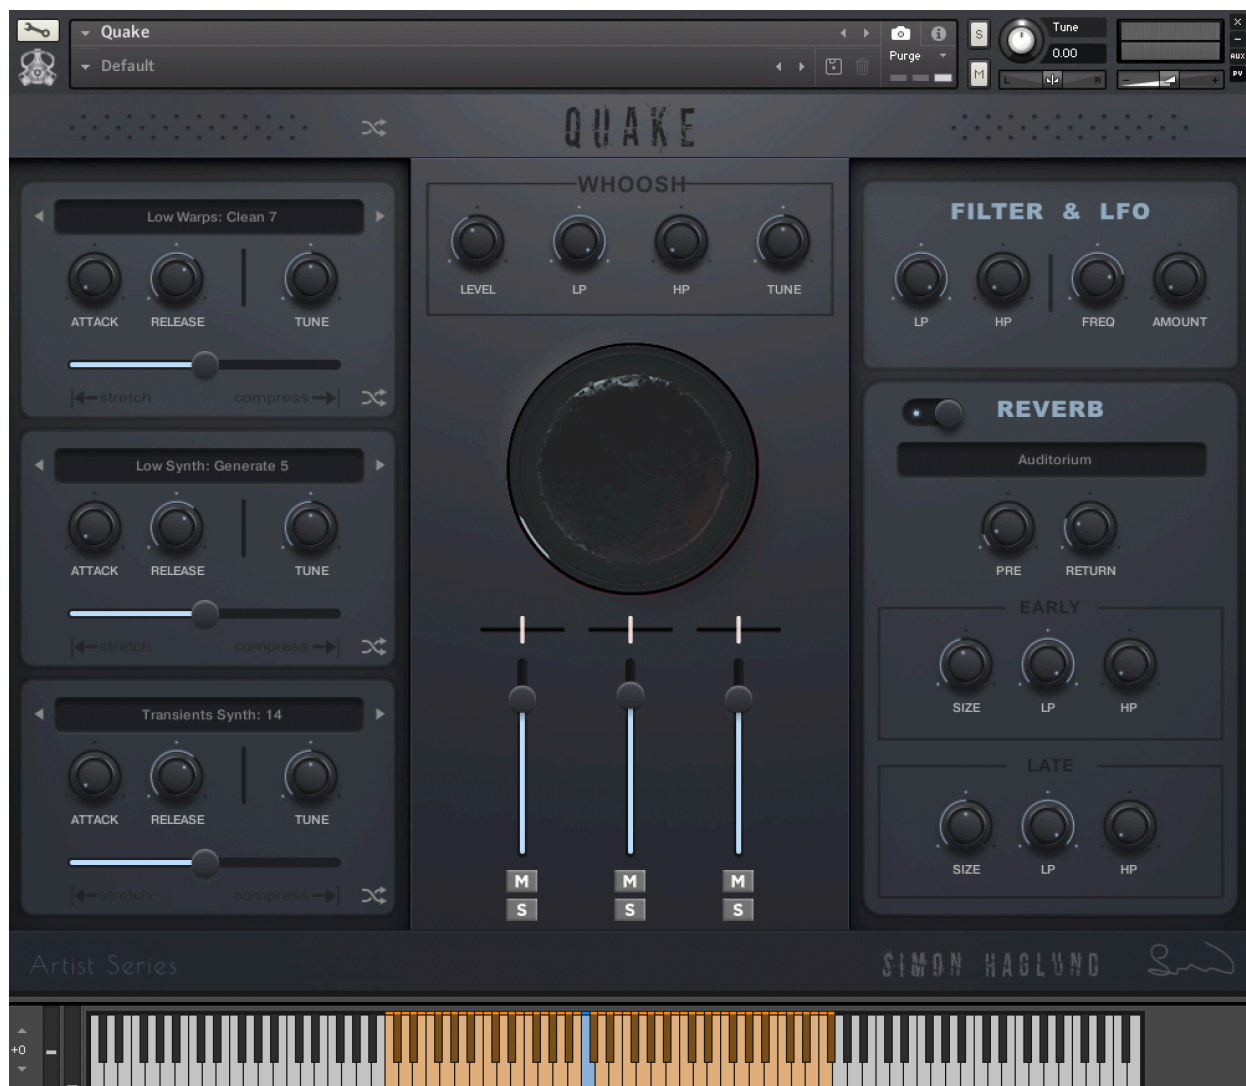 Quake
Default
Purge
S
M
Tune
0.00
L
R
-
+
×
-
AUX
PV
QUAKE
Low Warps: Clean 7
ATTACK RELEASE TUNE
stretch compress
Low Synth: Generate 5
ATTACK RELEASE TUNE
stretch compress
Transients Synth: 14
ATTACK RELEASE TUNE
stretch compress
WHOOSH
LEVEL LP HP TUNE
M M M
S S S
FILTER & LFO
LP HP FREQ AMOUNT
REVERB
Auditorium
PRE RETURN
EARLY
SIZE LP HP
LATE
SIZE LP HP
Artist Series
SIMON HAGLUND
+0